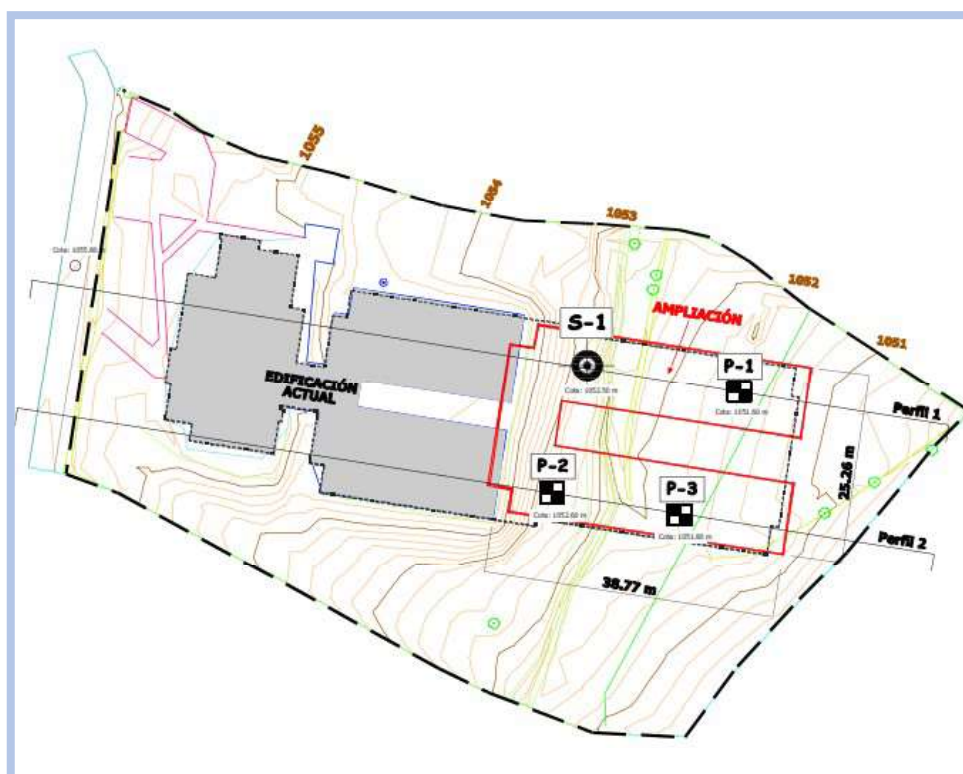 1055
1054
1053
1052
1051
S-1
AMPLIACIÓN
P-1
EDIFICACIÓN
ACTUAL
Perfil 1
P-2
P-3
25.26 m
Perfil 2
38.77 m